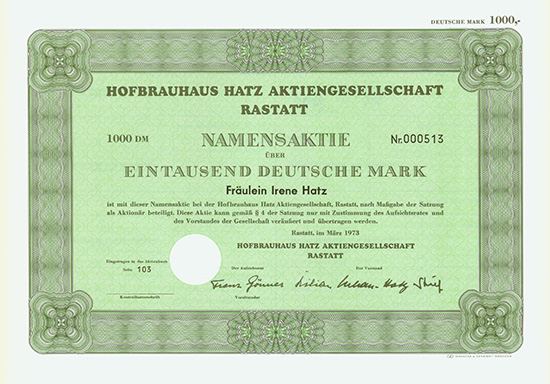 DEUTSCHE MARK 1000,-
HOFBRAUHAUS HATZ AKTIENGESELLSCHAFT
RASTATT
1000 DM NAMENSAKTIE Nr.000513
ÜBER
EINTAUSEND DEUTSCHE MARK
Fräulein Irene Hatz
ist mit dieser Namensaktie bei der Hofbrauhaus Hatz Aktiengesellschaft, Rastatt, nach Maßgabe der Satzung
als Aktionär beteiligt. Diese Aktie kann gemäß § 4 der Satzung nur mit Zustimmung des Aufsichtsrates und
des Vorstandes der Gesellschaft veräußert und übertragen werden.
Rastatt, im März 1973
HOFBRAUHAUS HATZ AKTIENGESELLSCHAFT
RASTATT
Eingetragen in das Aktienbuch Der Aufsichtsrat Der Vorstand
Seite 103
Kontrollunterschrift Vorsitzender
1000 1000
1000 1000